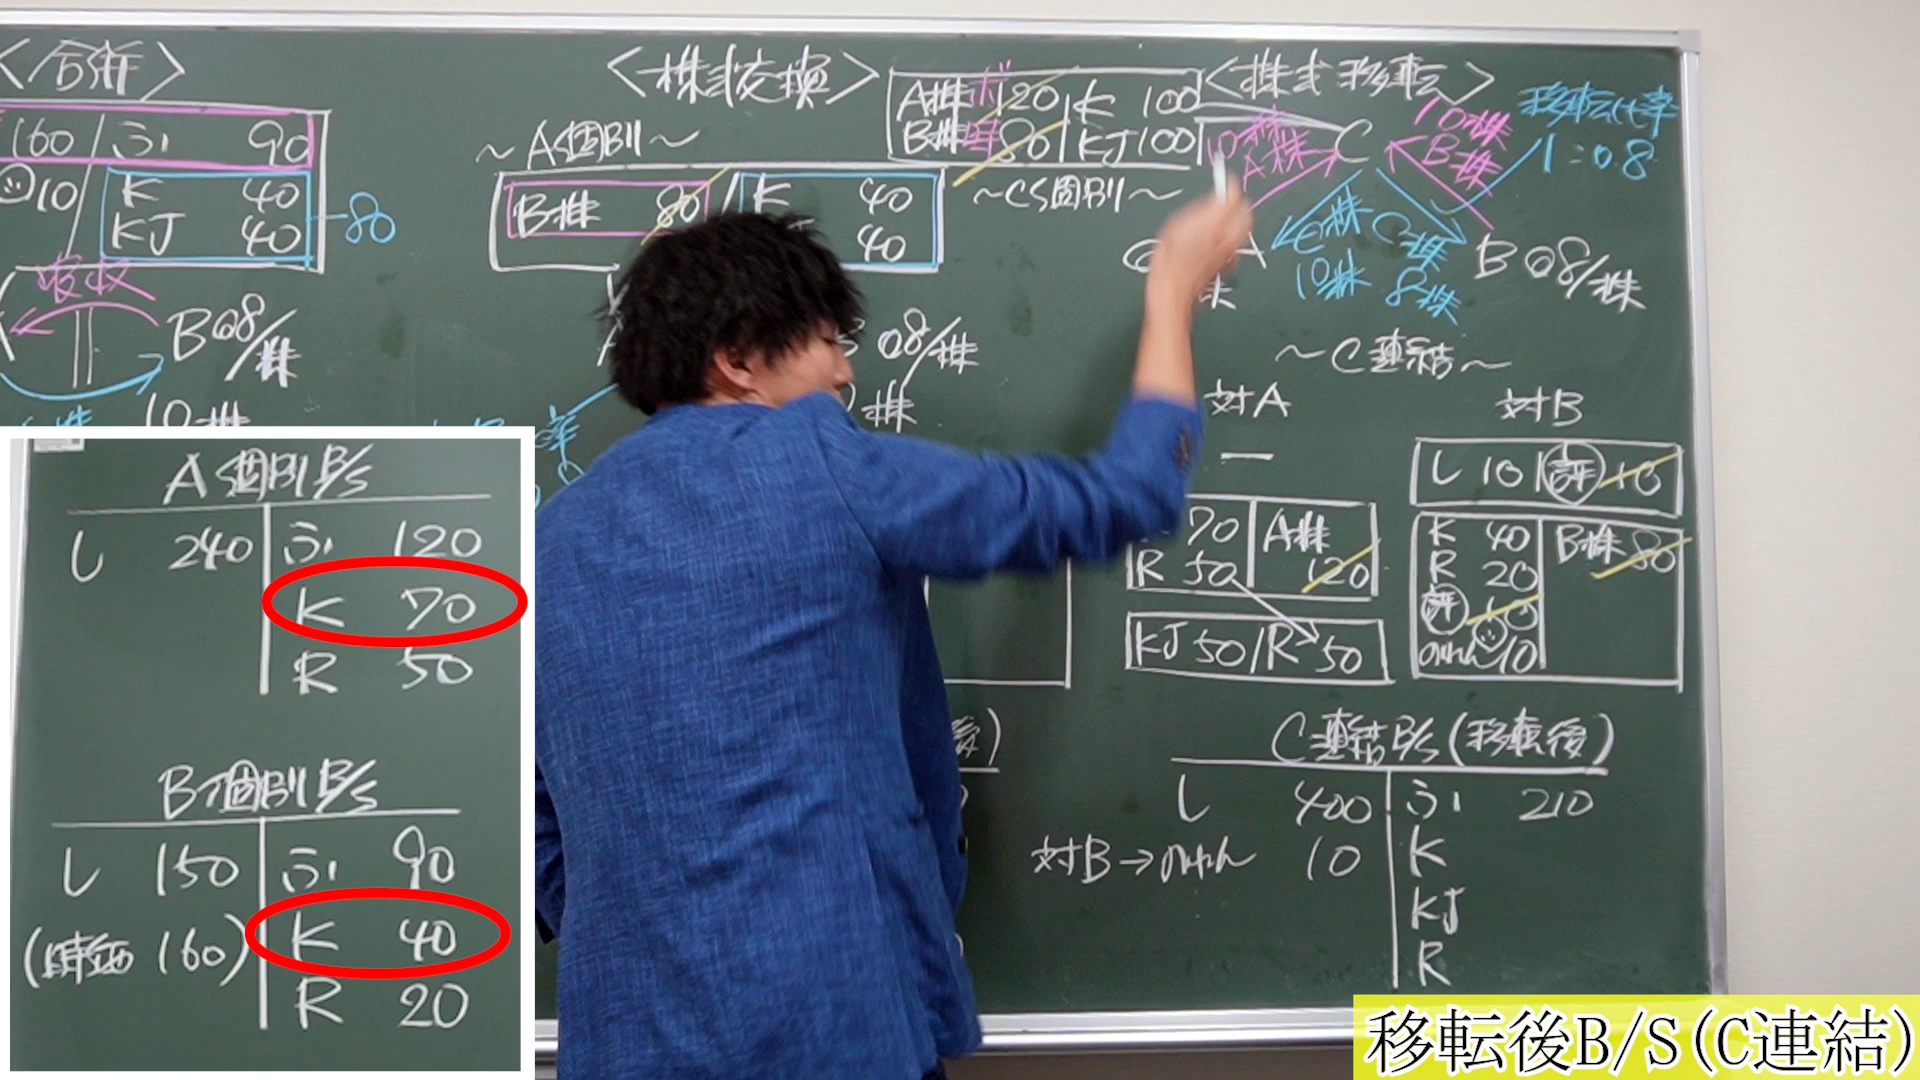 <合併>
160/ふ 90
10 K 40
KJ 40
80
吸収
B @8/株
10株
<株式交換>
~A個別~
B株 80/K 40
40
@8/株
A株 120 K 100
B株 80 KJ 100
~CS個別~
<株式移転>
移転比率
1:0.8
10株
A株
C
10株
B株
C株
10株
C株
8株
A
B @8/株
~C連結~
対A
対B
—
70 A株
R 50 120
KJ 50/R 50
L 10 評 10
K 40 B株 80
R 20
評 10
のれん 10
C連結B/S(移転後)
L 400 ふ 210
対B→のれん 10 K
KJ
R
A個別B/S
L 240 ふ 120
K 70
R 50
B個別B/S
L 150 ふ 90
(時価 160) K 40
R 20
移転後B/S(C連結)